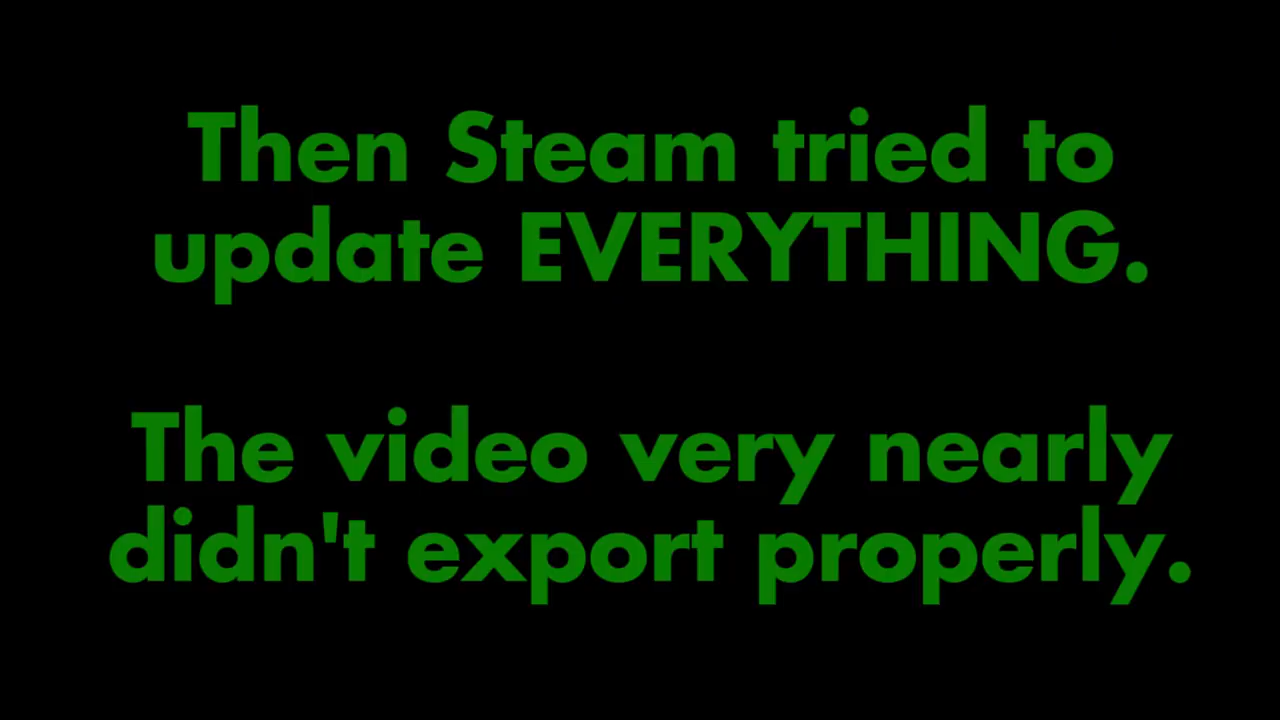 Then Steam tried to
update EVERYTHING.
The video very nearly
didn't export properly.